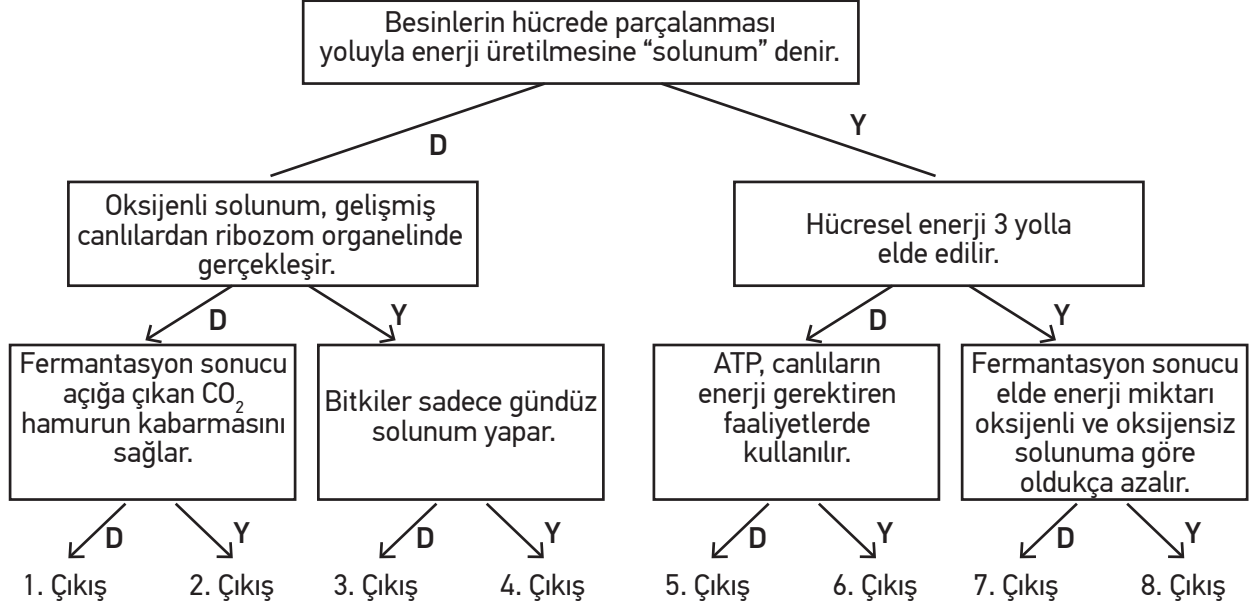 Besinlerin hücrede parçalanması
yoluyla enerji üretilmesine “solunum” denir.
D
Y
Oksijenli solunum, gelişmiş
canlılardan ribozom organelinde
gerçekleşir.
Hücresel enerji 3 yolla
elde edilir.
D
Y
D
Y
Fermantasyon sonucu
açığa çıkan CO₂
hamurun kabarmasını
sağlar.
Bitkiler sadece gündüz
solunum yapar.
ATP, canlıların
enerji gerektiren
faaliyetlerde
kullanılır.
Fermantasyon sonucu
elde enerji miktarı
oksijenli ve oksijensiz
solunuma göre
oldukça azalır.
D
Y
D
Y
D
Y
D
Y
1. Çıkış
2. Çıkış
3. Çıkış
4. Çıkış
5. Çıkış
6. Çıkış
7. Çıkış
8. Çıkış